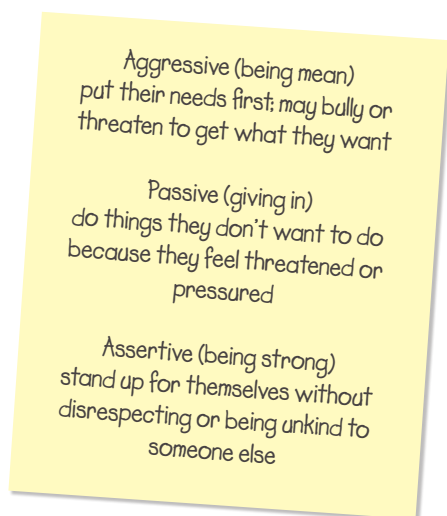 Aggressive (being mean)
put their needs first; may bully or
threaten to get what they want
Passive (giving in)
do things they don't want to do
because they feel threatened or
pressured
Assertive (being strong)
stand up for themselves without
disrespecting or being unkind to
someone else